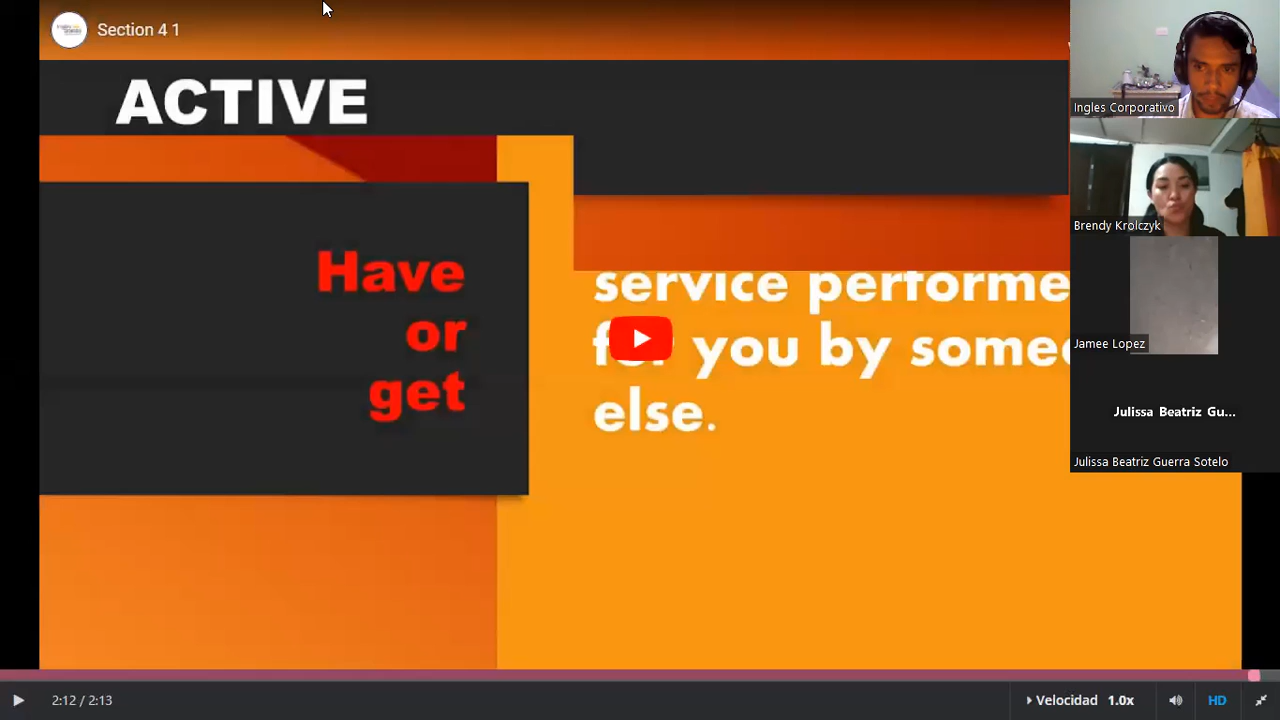 Section 4 1
ACTIVE
Have
or
get
service performe
you by some
else.
Ingles Corporativo
Brendy Krolczyk
Jamee Lopez
Julissa Beatriz Gu...
Julissa Beatriz Guerra Sotelo
2:12 / 2:13
Velocidad 1.0x
HD